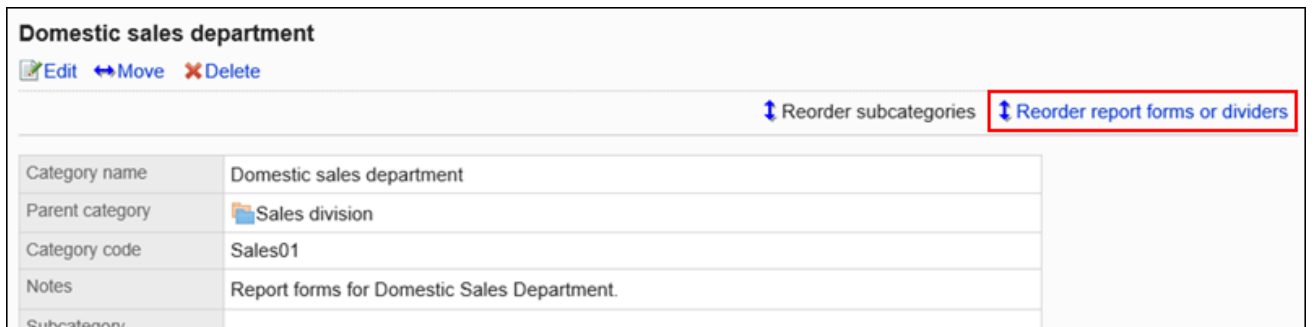 Domestic sales department
Edit Move Delete
Reorder subcategories Reorder report forms or dividers
Category name Domestic sales department
Parent category Sales division
Category code Sales01
Notes Report forms for Domestic Sales Department.
Subcategory